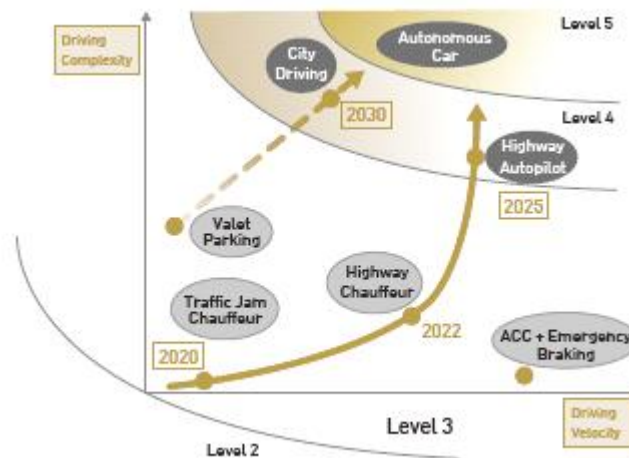 Driving
Complexity
City
Driving
Autonomous
Car
Level 5
2030
Level 4
Highway
Autopilot
2025
Valet
Parking
Traffic Jam
Chauffeur
Highway
Chauffeur
2020
2022
ACC + Emergency
Braking
Level 3
Driving
Velocity
Level 2